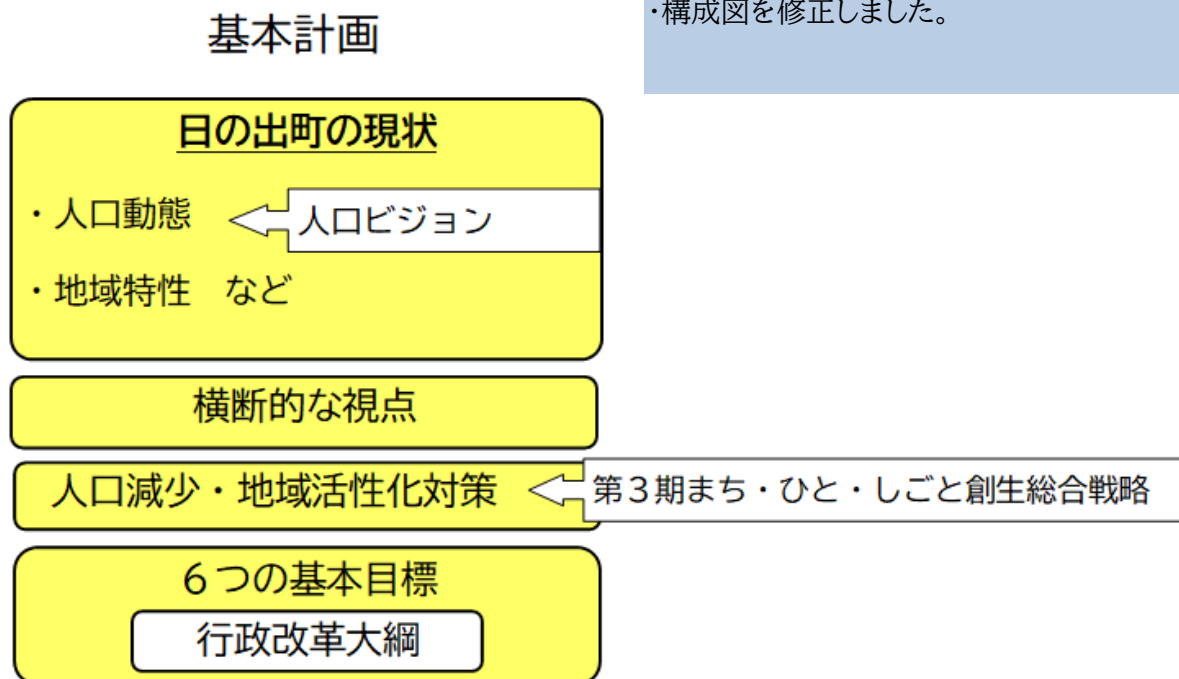 ・構成図を修正しました。
基本計画
日の出町の現状
・人口動態
人口ビジョン
・地域特性　など
横断的な視点
人口減少・地域活性化対策
第３期まち・ひと・しごと創生総合戦略
６つの基本目標
行政改革大綱